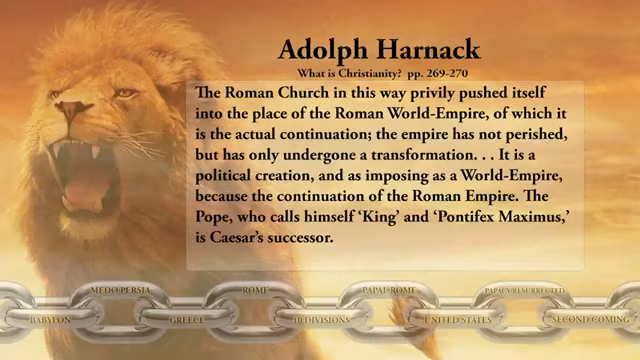 Adolph Harnack
What is Christianity? pp. 269-270
The Roman Church in this way privily pushed itself
into the place of the Roman World-Empire, of which it
is the actual continuation; the empire has not perished,
but has only undergone a transformation. . . It is a
political creation, and as imposing as a World-Empire,
because the continuation of the Roman Empire. The
Pope, who calls himself ‘King’ and ‘Pontifex Maximus,’
is Caesar’s successor.
MEDO-PERSIA ROME PAPAL ROME PAPACY RESURRECTED
BABYLON GREECE 10 DIVISIONS UNITED STATES SECOND COMING